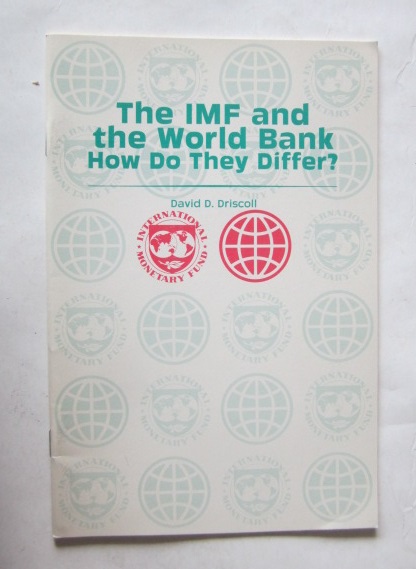 The IMF and
the World Bank
How Do They Differ?
David D. Driscoll
INTERNATIONAL
MONETARY FUND